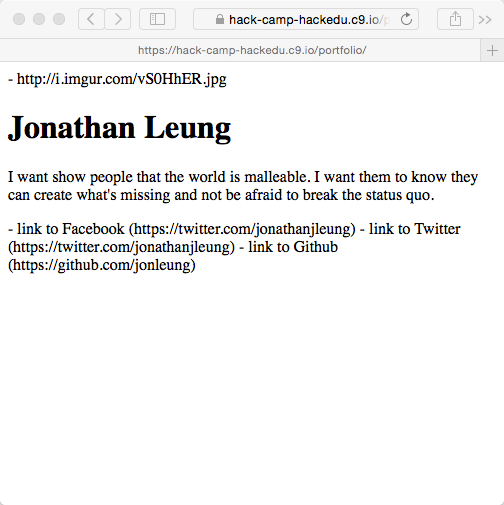 hack-camp-hackedu.c9.io/p
https://hack-camp-hackedu.c9.io/portfolio/
- http://i.imgur.com/vS0HhER.jpg
Jonathan Leung
I want show people that the world is malleable. I want them to know they
can create what's missing and not be afraid to break the status quo.
- link to Facebook (https://twitter.com/jonathanjleung) - link to Twitter
(https://twitter.com/jonathanjleung) - link to Github
(https://github.com/jonleung)